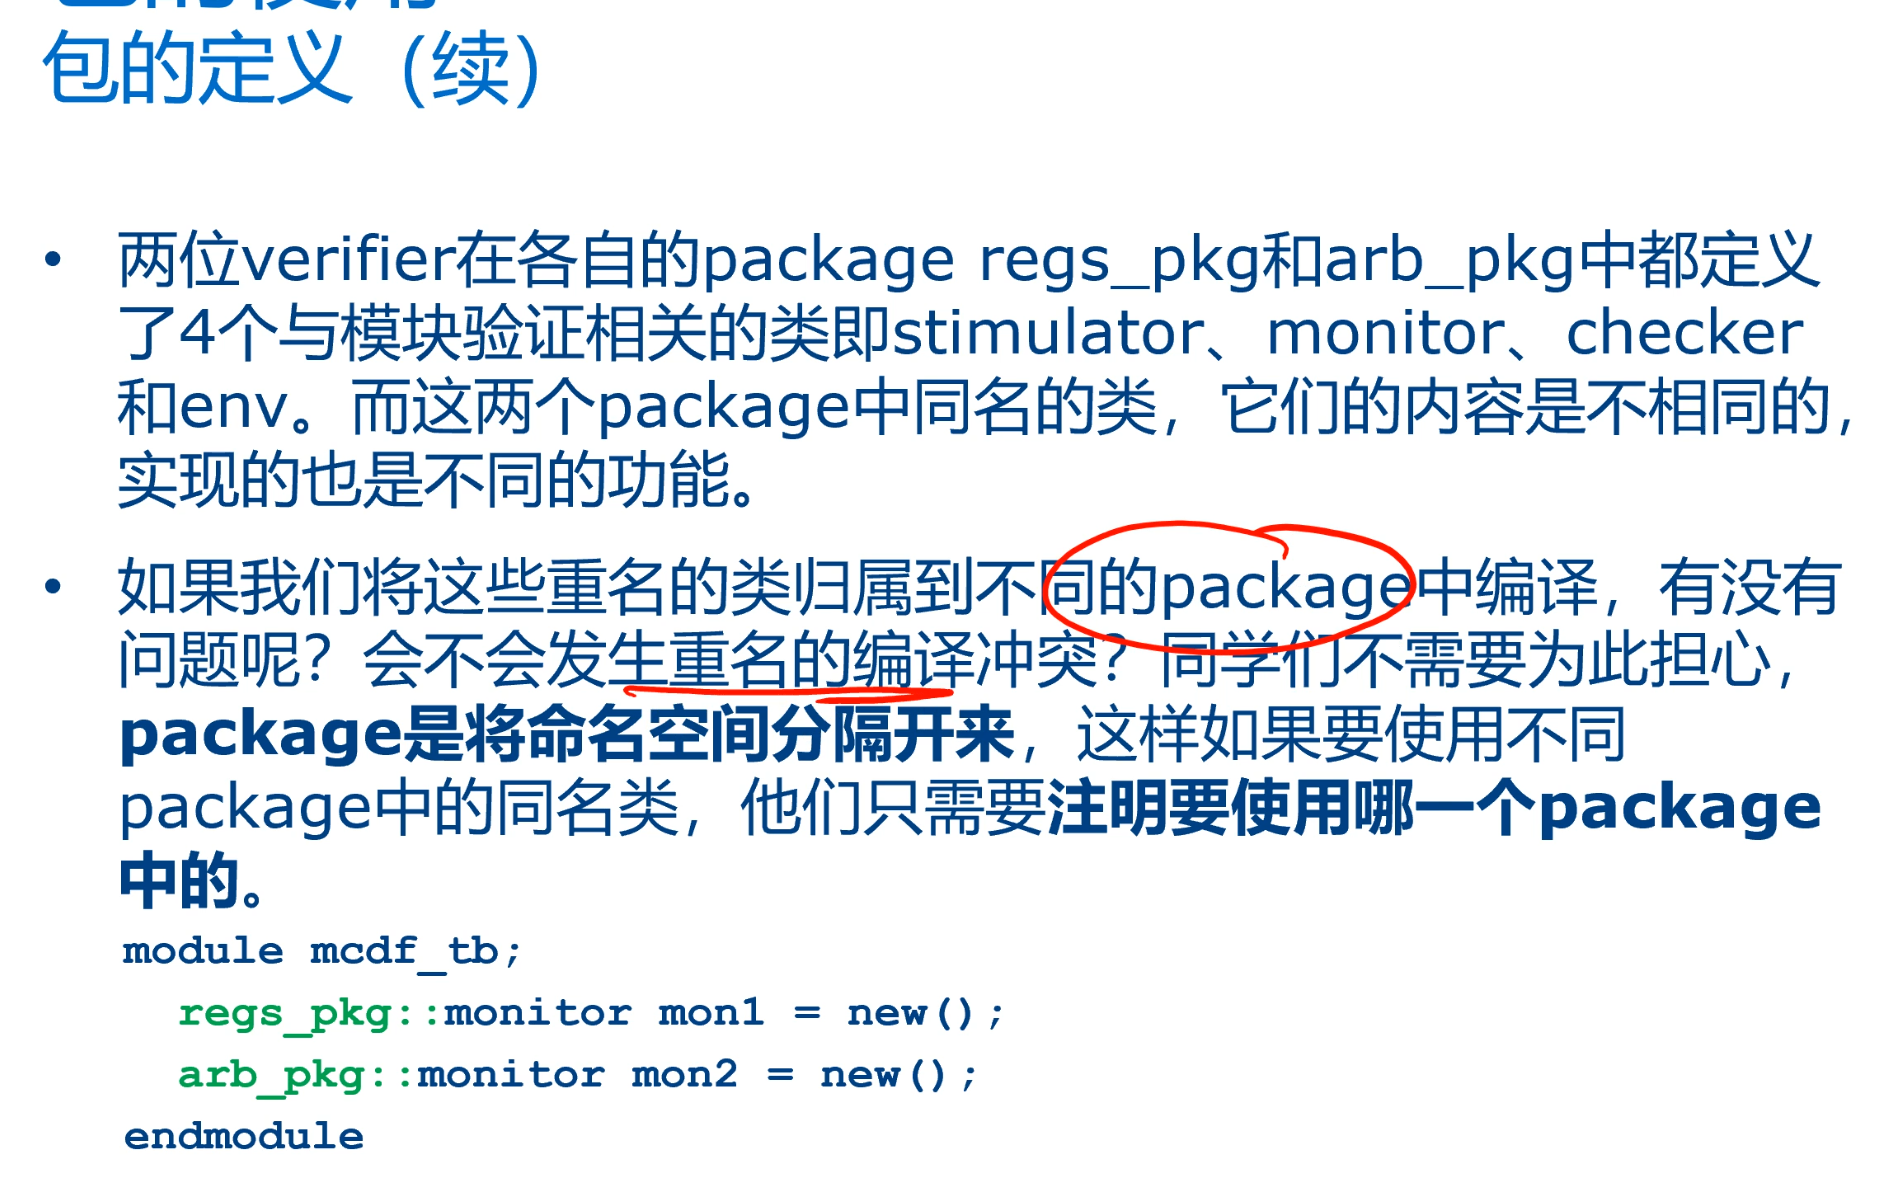 包的定义（续）
• 两位verifier在各自的package regs_pkg和arb_pkg中都定义
了4个与模块验证相关的类即stimulator、monitor、checker
和env。而这两个package中同名的类，它们的内容是不相同的，
实现的也是不同的功能。
• 如果我们将这些重名的类归属到不同的package中编译，有没有
问题呢？会不会发生重名的编译冲突？同学们不需要为此担心，
package是将命名空间分隔开来，这样如果要使用不同
package中的同名类，他们只需要注明要使用哪一个package
中的。
module mcdf_tb;
regs_pkg::monitor mon1 = new();
arb_pkg::monitor mon2 = new();
endmodule